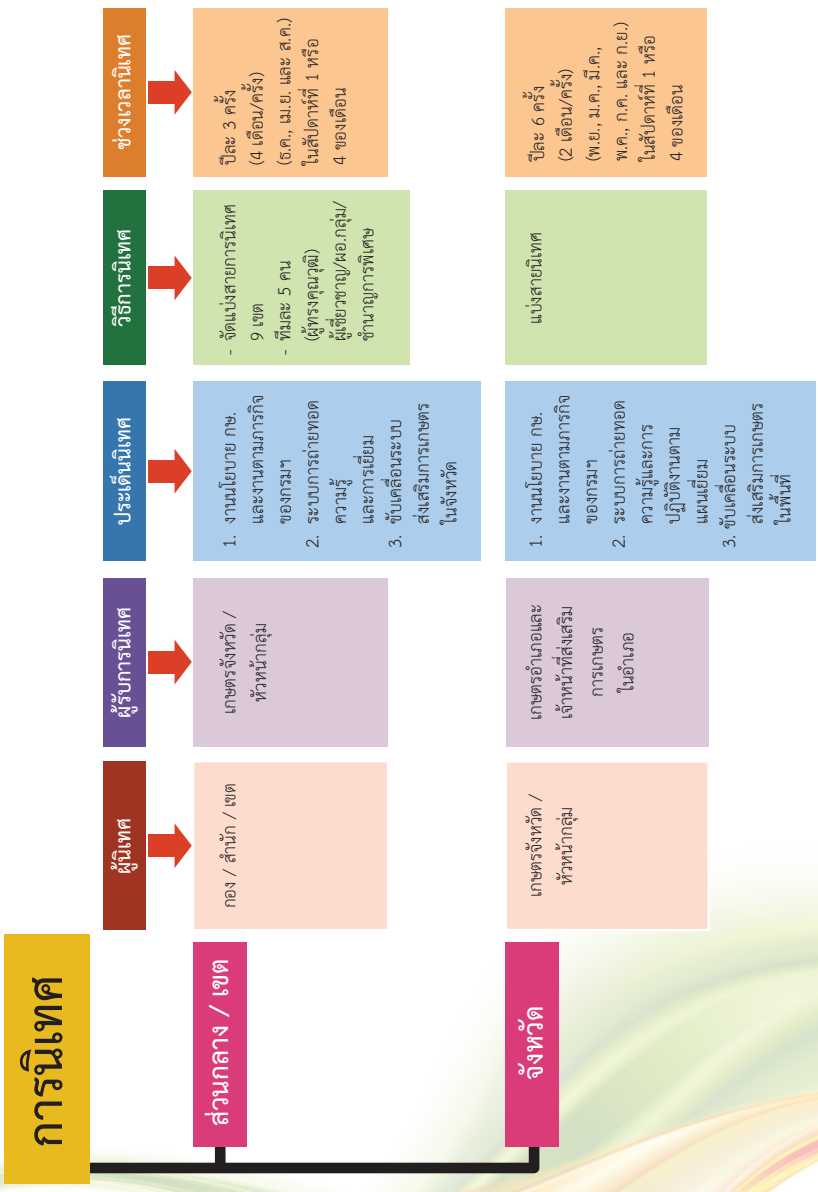 การนิเทศ
ผู้นิเทศ
ผู้รับการนิเทศ
ประเด็นนิเทศ
วิธีการนิเทศ
ช่วงเวลานิเทศ
ส่วนกลาง / เขต
กอง / สำนัก / เขต
เกษตรจังหวัด /
หัวหน้ากลุ่ม
1. งานนโยบาย กษ.
และงานตามภารกิจ
ของกรมฯ
2. ระบบการถ่ายทอด
ความรู้
และการเยี่ยม
3. ขับเคลื่อนระบบ
ส่งเสริมการเกษตร
ในจังหวัด
- จัดแบ่งสายการนิเทศ
9 เขต
- ทีมละ 5 คน
(ผู้ทรงคุณวุฒิ)
ผู้เชี่ยวชาญ/ผอ.กลุ่ม/
ชำนาญการพิเศษ
ปีละ 3 ครั้ง
(4 เดือน/ครั้ง)
(ธ.ค., เม.ย. และ ส.ค.)
ในสัปดาห์ที่ 1 หรือ
4 ของเดือน
จังหวัด
เกษตรจังหวัด /
หัวหน้ากลุ่ม
เกษตรอำเภอและ
เจ้าหน้าที่ส่งเสริม
การเกษตร
ในอำเภอ
1. งานนโยบาย กษ.
และงานตามภารกิจ
ของกรมฯ
2. ระบบการถ่ายทอด
ความรู้และการ
ปฏิบัติงานตาม
แผนเยี่ยม
3. ขับเคลื่อนระบบ
ส่งเสริมการเกษตร
ในพื้นที่
แบ่งสายนิเทศ
ปีละ 6 ครั้ง
(2 เดือน/ครั้ง)
(พ.ย., ม.ค., มี.ค.,
พ.ค., ก.ค. และ ก.ย.)
ในสัปดาห์ที่ 1 หรือ
4 ของเดือน